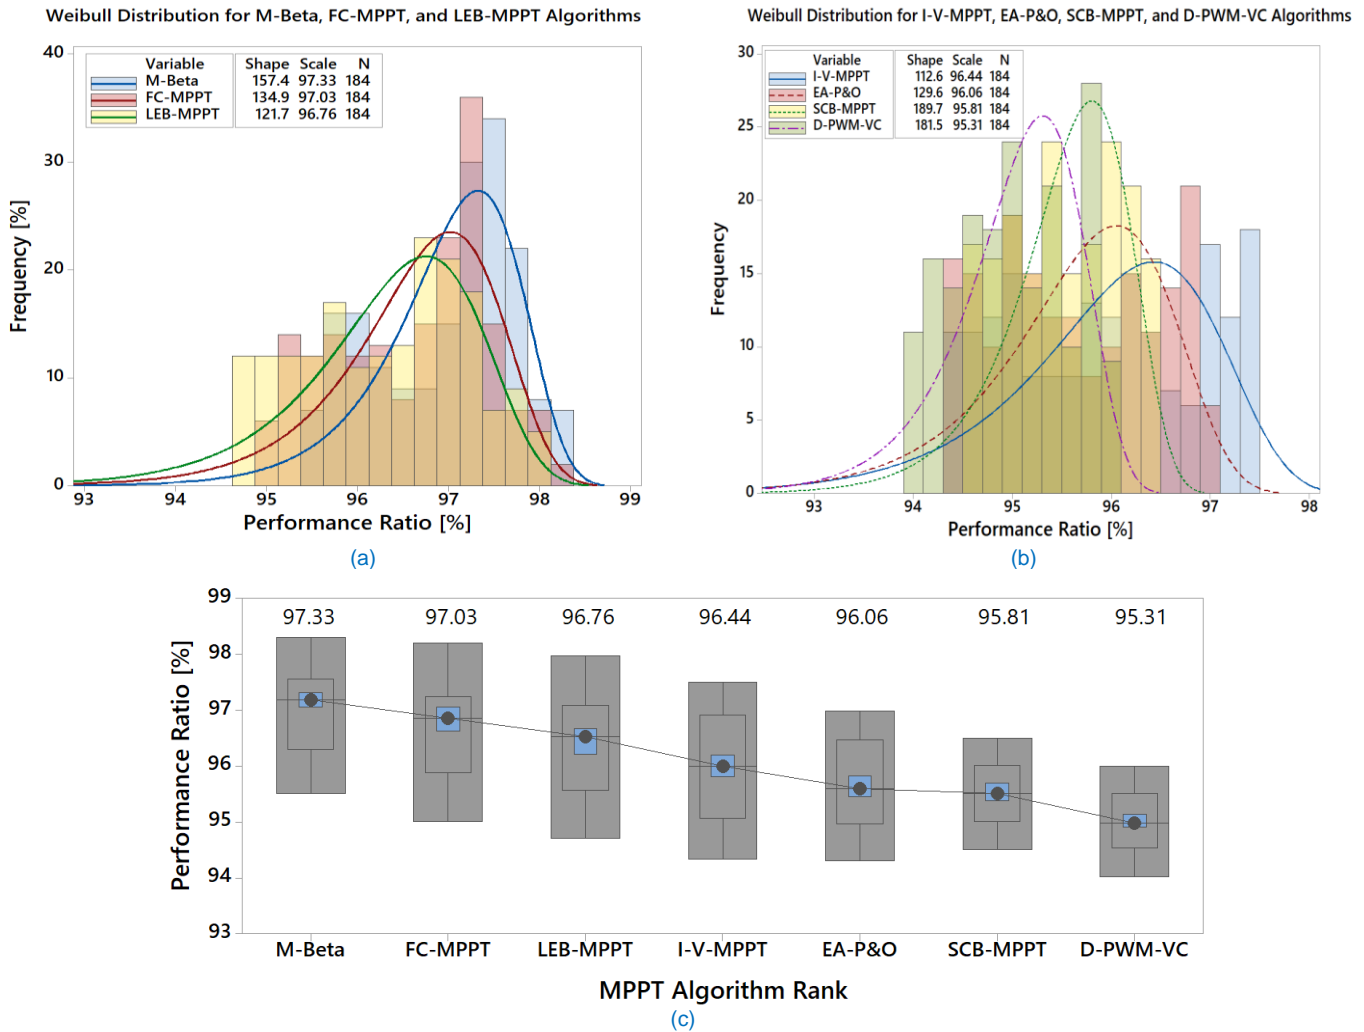 Weibull Distribution for M-Beta, FC-MPPT, and LEB-MPPT Algorithms
Variable Shape Scale N
M-Beta 157.4 97.33 184
FC-MPPT 134.9 97.03 184
LEB-MPPT 121.7 96.76 184
Frequency [%]
40
30
20
10
0
93 94 95 96 97 98 99
Performance Ratio [%]
(a)
Weibull Distribution for I-V-MPPT, EA-P&O, SCB-MPPT, and D-PWM-VC Algorithms
Variable Shape Scale N
I-V-MPPT 112.6 96.44 184
EA-P&O 129.6 96.06 184
SCB-MPPT 189.7 95.81 184
D-PWM-VC 181.5 95.31 184
Frequency
30
25
20
15
10
5
0
93 94 95 96 97 98
Performance Ratio [%]
(b)
Performance Ratio [%]
99
98
97
96
95
94
93
97.33 97.03 96.76 96.44 96.06 95.81 95.31
M-Beta FC-MPPT LEB-MPPT I-V-MPPT EA-P&O SCB-MPPT D-PWM-VC
MPPT Algorithm Rank
(c)